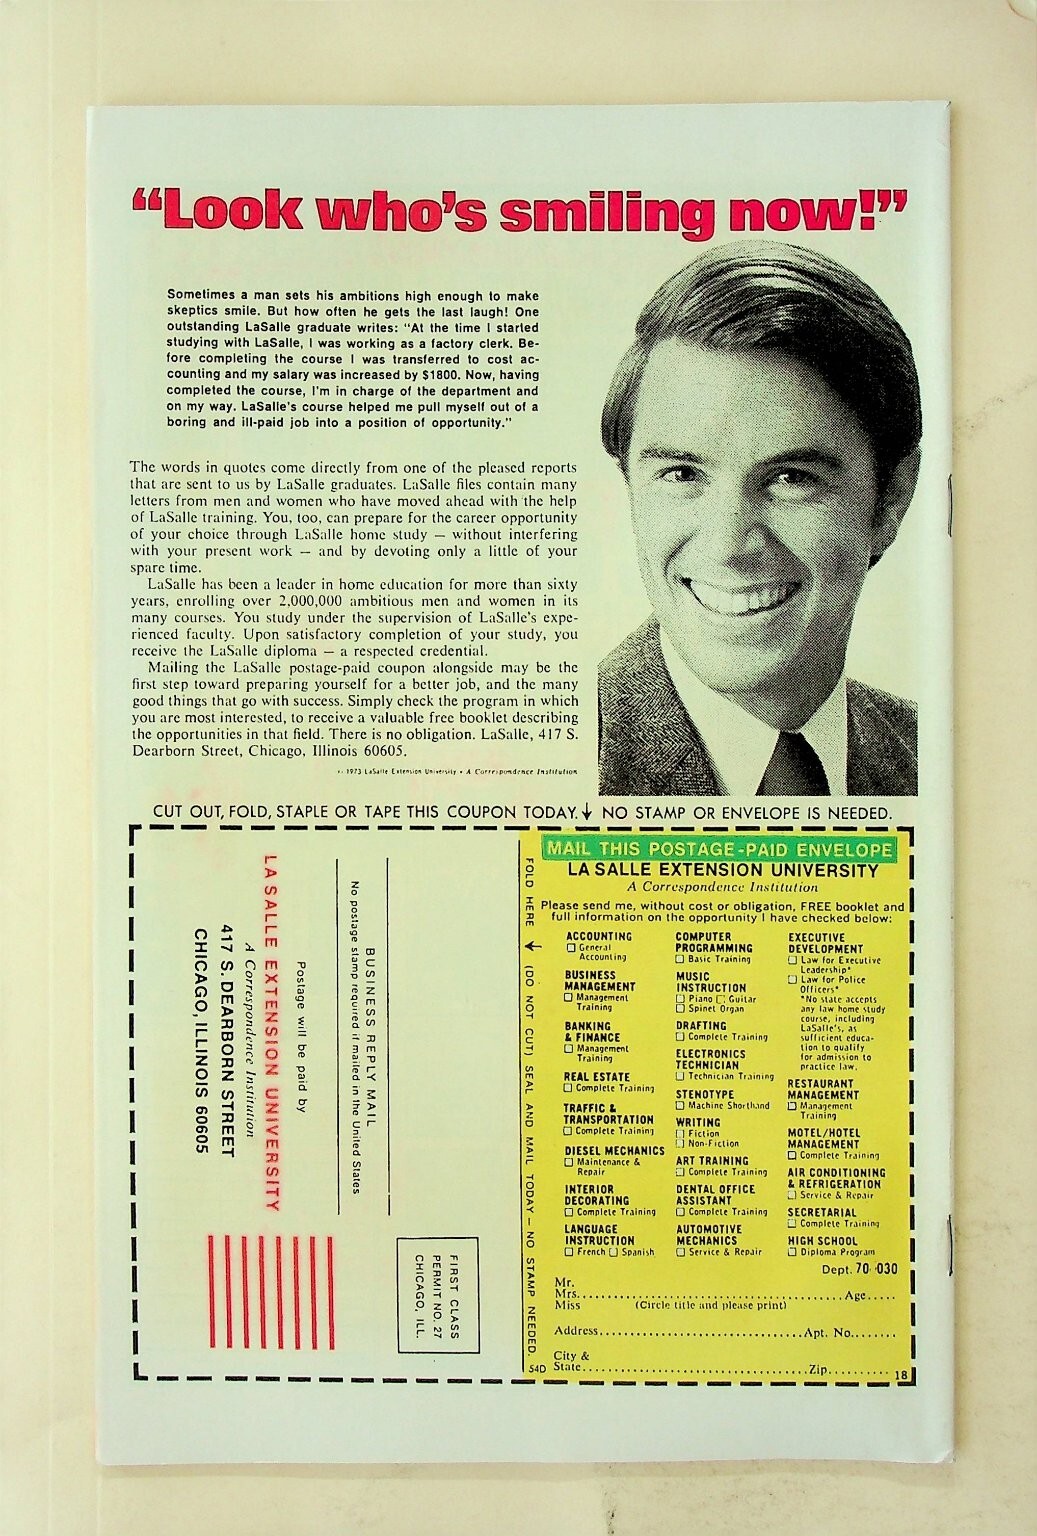 “Look who's smiling now!”
Sometimes a man sets his ambitions high enough to make
skeptics smile. But how often he gets the last laugh! One
outstanding LaSalle graduate writes: “At the time I started
studying with LaSalle, I was working as a factory clerk. Be-
fore completing the course I was transferred to cost ac-
counting and my salary was increased by $1800. Now, having
completed the course, I'm in charge of the department and
on my way. LaSalle's course helped me pull myself out of a
boring and ill-paid job into a position of opportunity.”
The words in quotes come directly from one of the pleased reports
that are sent to us by LaSalle graduates. LaSalle files contain many
letters from men and women who have moved ahead with the help
of LaSalle training. You, too, can prepare for the career opportunity
of your choice through LaSalle home study — without interfering
with your present work — and by devoting only a little of your
spare time.
LaSalle has been a leader in home education for more than sixty
years, enrolling over 2,000,000 ambitious men and women in its
many courses. You study under the supervision of LaSalle's expe-
rienced faculty. Upon satisfactory completion of your study, you
receive the LaSalle diploma — a respected credential.
Mailing the LaSalle postage-paid coupon alongside may be the
first step toward preparing yourself for a better job, and the many
good things that go with success. Simply check the program in which
you are most interested, to receive a valuable free booklet describing
the opportunities in that field. There is no obligation. LaSalle, 417 S.
Dearborn Street, Chicago, Illinois 60605.
© 1973 LaSalle Extension University • A Correspondence Institution
CUT OUT, FOLD, STAPLE OR TAPE THIS COUPON TODAY. ↓ NO STAMP OR ENVELOPE IS NEEDED.
FIRST CLASS
PERMIT NO. 27
CHICAGO, ILL.
BUSINESS REPLY MAIL
No postage stamp required if mailed in the United States
Postage will be paid by
LA SALLE EXTENSION UNIVERSITY
A Correspondence Institution
417 S. DEARBORN STREET
CHICAGO, ILLINOIS 60605
FOLD HERE ← (DO NOT CUT) SEAL AND MAIL TODAY — NO STAMP NEEDED.
MAIL THIS POSTAGE-PAID ENVELOPE
LA SALLE EXTENSION UNIVERSITY
A Correspondence Institution
Please send me, without cost or obligation, FREE booklet and
full information on the opportunity I have checked below:
ACCOUNTING
☐ General
Accounting
BUSINESS
MANAGEMENT
☐ Management
Training
BANKING
& FINANCE
☐ Management
Training
REAL ESTATE
☐ Complete Training
TRAFFIC &
TRANSPORTATION
☐ Complete Training
DIESEL MECHANICS
☐ Maintenance &
Repair
INTERIOR
DECORATING
☐ Complete Training
LANGUAGE
INSTRUCTION
☐ French ☐ Spanish
COMPUTER
PROGRAMMING
☐ Basic Training
MUSIC
INSTRUCTION
☐ Piano ☐ Guitar
☐ Spinet Organ
DRAFTING
☐ Complete Training
ELECTRONICS
TECHNICIAN
☐ Technician Training
STENOTYPE
☐ Machine Shorthand
WRITING
☐ Fiction
☐ Non-Fiction
ART TRAINING
☐ Complete Training
DENTAL OFFICE
ASSISTANT
☐ Complete Training
AUTOMOTIVE
MECHANICS
☐ Service & Repair
EXECUTIVE
DEVELOPMENT
☐ Law for Executive
Leadership*
☐ Law for Police
Officers*
*No state accepts
any law home study
course, including
LaSalle's, as
sufficient educa-
tion to qualify
for admission to
practice law.
RESTAURANT
MANAGEMENT
☐ Management
Training
MOTEL/HOTEL
MANAGEMENT
☐ Complete Training
AIR CONDITIONING
& REFRIGERATION
☐ Service & Repair
SECRETARIAL
☐ Complete Training
HIGH SCHOOL
☐ Diploma Program
Dept. 70-030
Mr.
Mrs. Age
Miss (Circle title and please print)
Address Apt. No.
City &
State Zip
54D 18